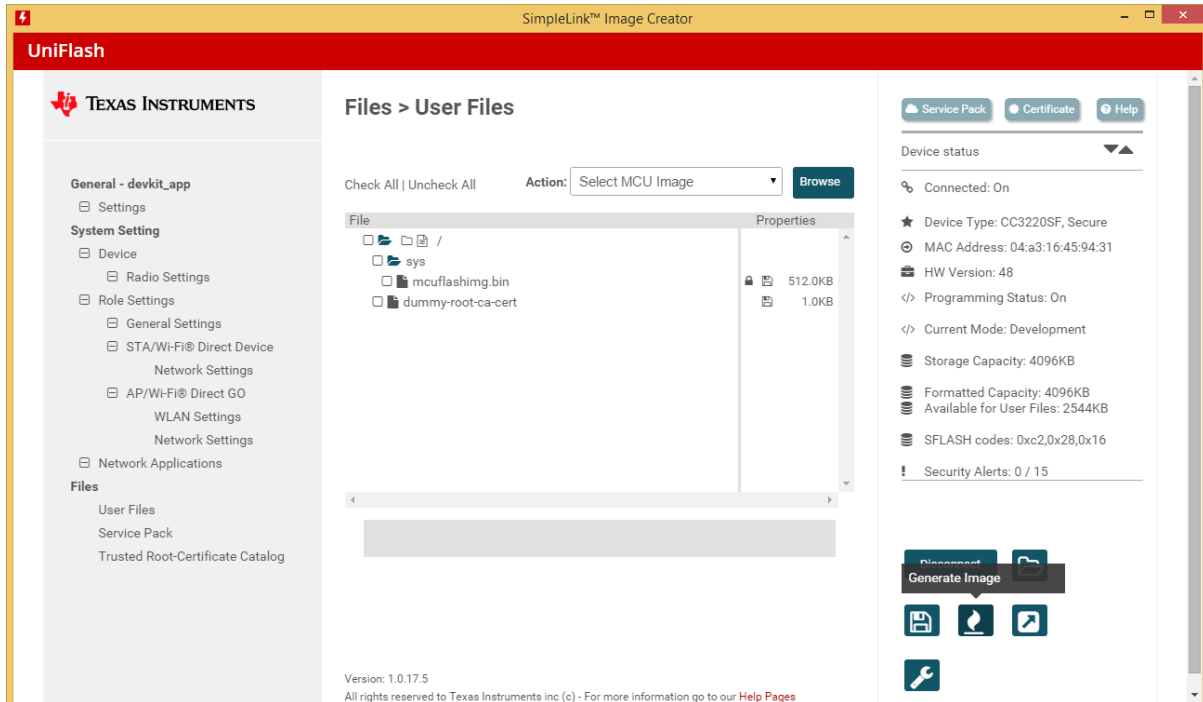 SimpleLink™ Image Creator
UniFlash
TEXAS INSTRUMENTS
General - devkit_app
Settings
System Setting
Device
Radio Settings
Role Settings
General Settings
STA/Wi-Fi® Direct Device
Network Settings
AP/Wi-Fi® Direct GO
WLAN Settings
Network Settings
Network Applications
Files
User Files
Service Pack
Trusted Root-Certificate Catalog
Files > User Files
Check All | Uncheck All
Action: Select MCU Image Browse
File Properties
/
sys
mcuflashimg.bin 512.0KB
dummy-root-ca-cert 1.0KB
Version: 1.0.17.5
All rights reserved to Texas Instruments inc (c) - For more information go to our Help Pages
Service Pack Certificate Help
Device status
Connected: On
Device Type: CC3220SF, Secure
MAC Address: 04:a3:16:45:94:31
HW Version: 48
</> Programming Status: On
</> Current Mode: Development
Storage Capacity: 4096KB
Formatted Capacity: 4096KB
Available for User Files: 2544KB
SFLASH codes: 0xc2,0x28,0x16
! Security Alerts: 0 / 15
Disconnect
Generate Image